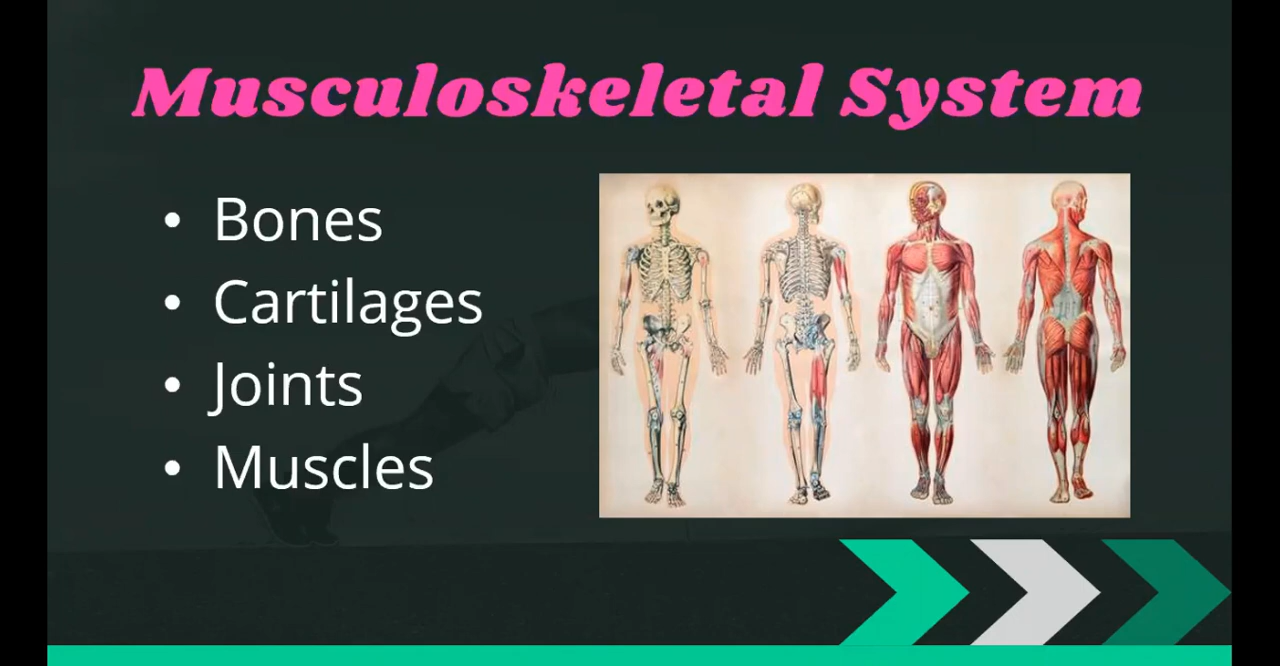 Musculoskeletal System
• Bones
• Cartilages
• Joints
• Muscles